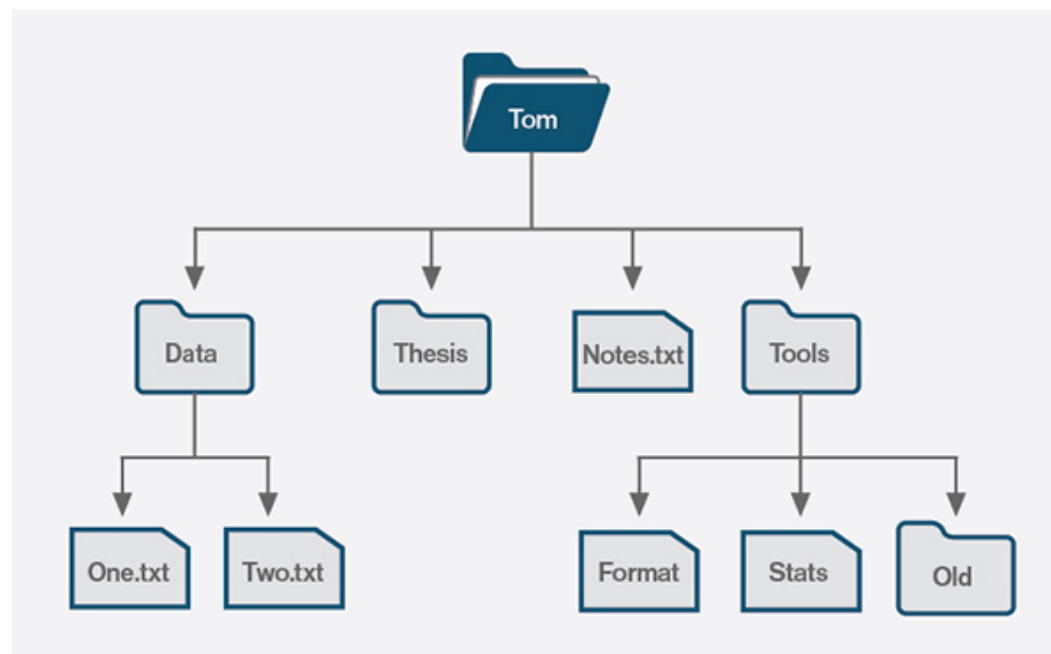 Tom
Data
Thesis
Notes.txt
Tools
One.txt
Two.txt
Format
Stats
Old